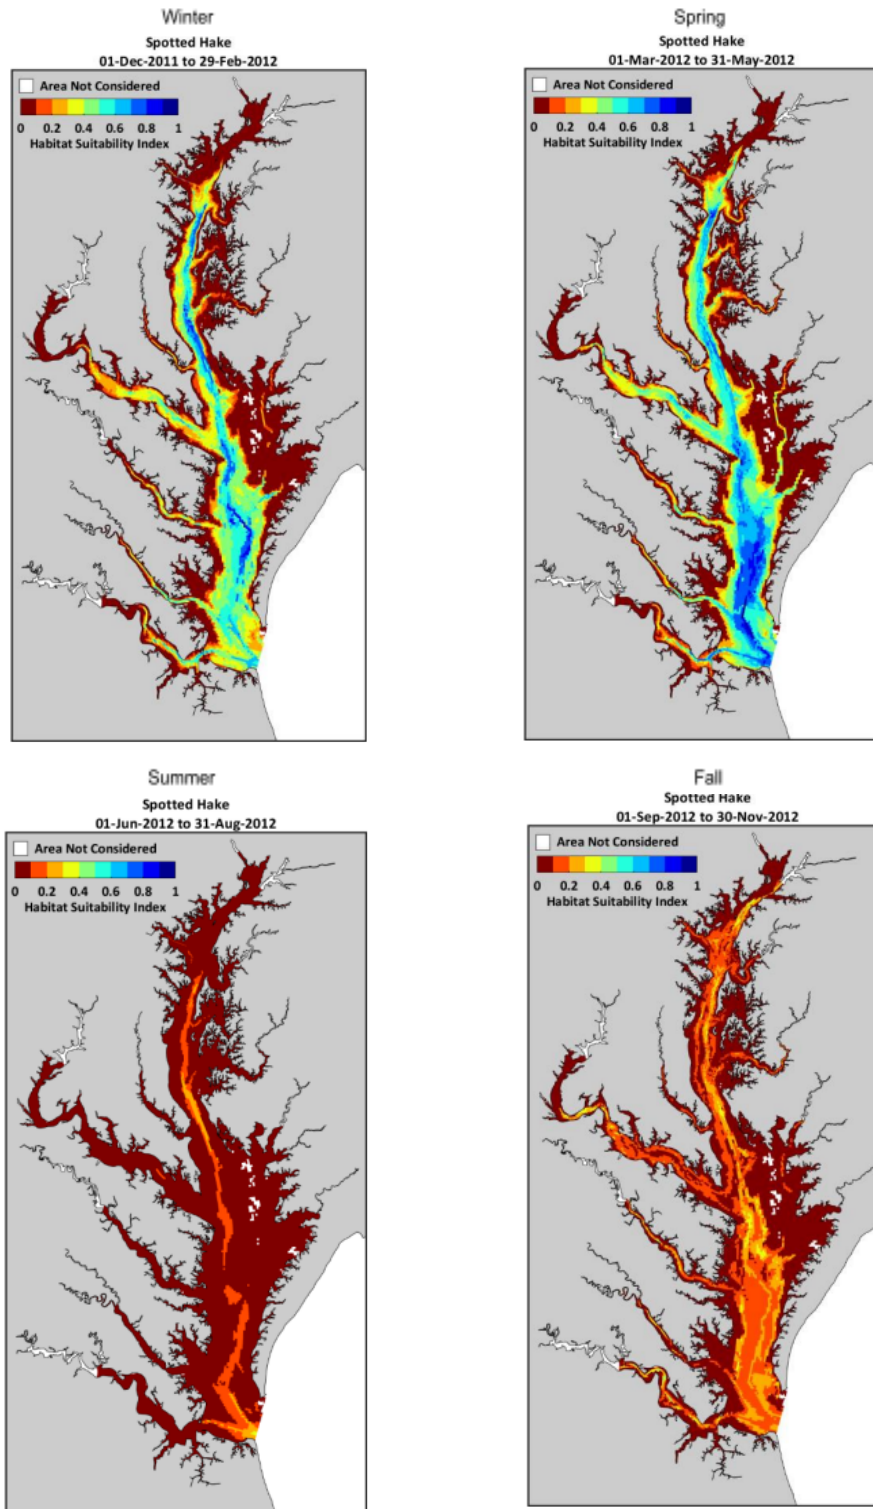 Winter
Spotted Hake
01-Dec-2011 to 29-Feb-2012
Area Not Considered
0 0.2 0.4 0.6 0.8 1
Habitat Suitability Index
Spring
Spotted Hake
01-Mar-2012 to 31-May-2012
Area Not Considered
0 0.2 0.4 0.6 0.8 1
Habitat Suitability Index
Summer
Spotted Hake
01-Jun-2012 to 31-Aug-2012
Area Not Considered
0 0.2 0.4 0.6 0.8 1
Habitat Suitability Index
Fall
Spotted Hake
01-Sep-2012 to 30-Nov-2012
Area Not Considered
0 0.2 0.4 0.6 0.8 1
Habitat Suitability Index